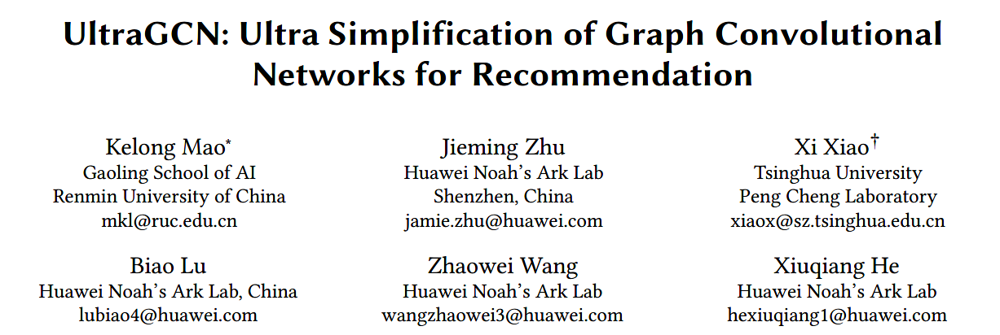 UltraGCN: Ultra Simplification of Graph Convolutional
Networks for Recommendation
Kelong Mao*
Gaoling School of AI
Renmin University of China
mkl@ruc.edu.cn
Jieming Zhu
Huawei Noah's Ark Lab
Shenzhen, China
jamie.zhu@huawei.com
Xi Xiao†
Tsinghua University
Peng Cheng Laboratory
xiaox@sz.tsinghua.edu.cn
Biao Lu
Huawei Noah's Ark Lab, China
lubiao4@huawei.com
Zhaowei Wang
Huawei Noah's Ark Lab
wangzhaowei3@huawei.com
Xiuqiang He
Huawei Noah's Ark Lab
hexiuqiang1@huawei.com